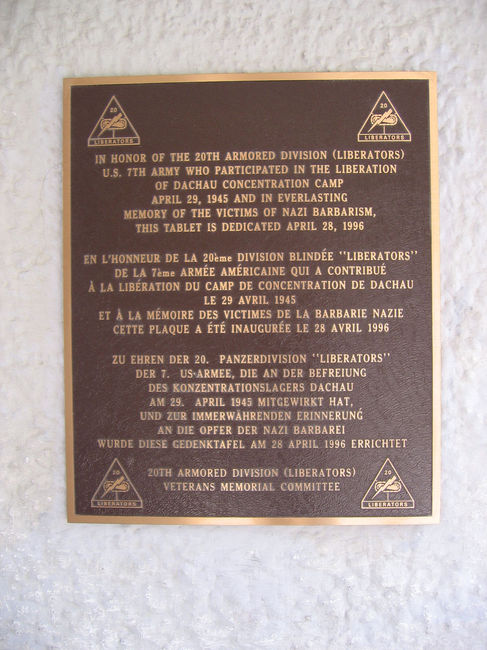 20 20
LIBERATORS LIBERATORS
IN HONOR OF THE 20TH ARMORED DIVISION (LIBERATORS)
U.S. 7TH ARMY WHO PARTICIPATED IN THE LIBERATION
OF DACHAU CONCENTRATION CAMP
APRIL 29, 1945 AND IN EVERLASTING
MEMORY OF THE VICTIMS OF NAZI BARBARISM,
THIS TABLET IS DEDICATED APRIL 28, 1996
EN L'HONNEUR DE LA 20ème DIVISION BLINDÉE "LIBERATORS"
DE LA 7ème ARMÉE AMÉRICAINE QUI A CONTRIBUÉ
À LA LIBÉRATION DU CAMP DE CONCENTRATION DE DACHAU
LE 29 AVRIL 1945
ET À LA MÉMOIRE DES VICTIMES DE LA BARBARIE NAZIE
CETTE PLAQUE A ÉTÉ INAUGURÉE LE 28 AVRIL 1996
ZU EHREN DER 20. PANZERDIVISION "LIBERATORS"
DER 7. US-ARMEE, DIE AN DER BEFREIUNG
DES KONZENTRATIONSLAGERS DACHAU
AM 29. APRIL 1945 MITGEWIRKT HAT,
UND ZUR IMMERWÄHRENDEN ERINNERUNG
AN DIE OPFER DER NAZI BARBAREI
WURDE DIESE GEDENKTAFEL AM 28 APRIL 1996 ERRICHTET
20TH ARMORED DIVISION (LIBERATORS)
VETERANS MEMORIAL COMMITTEE
20 20
LIBERATORS LIBERATORS